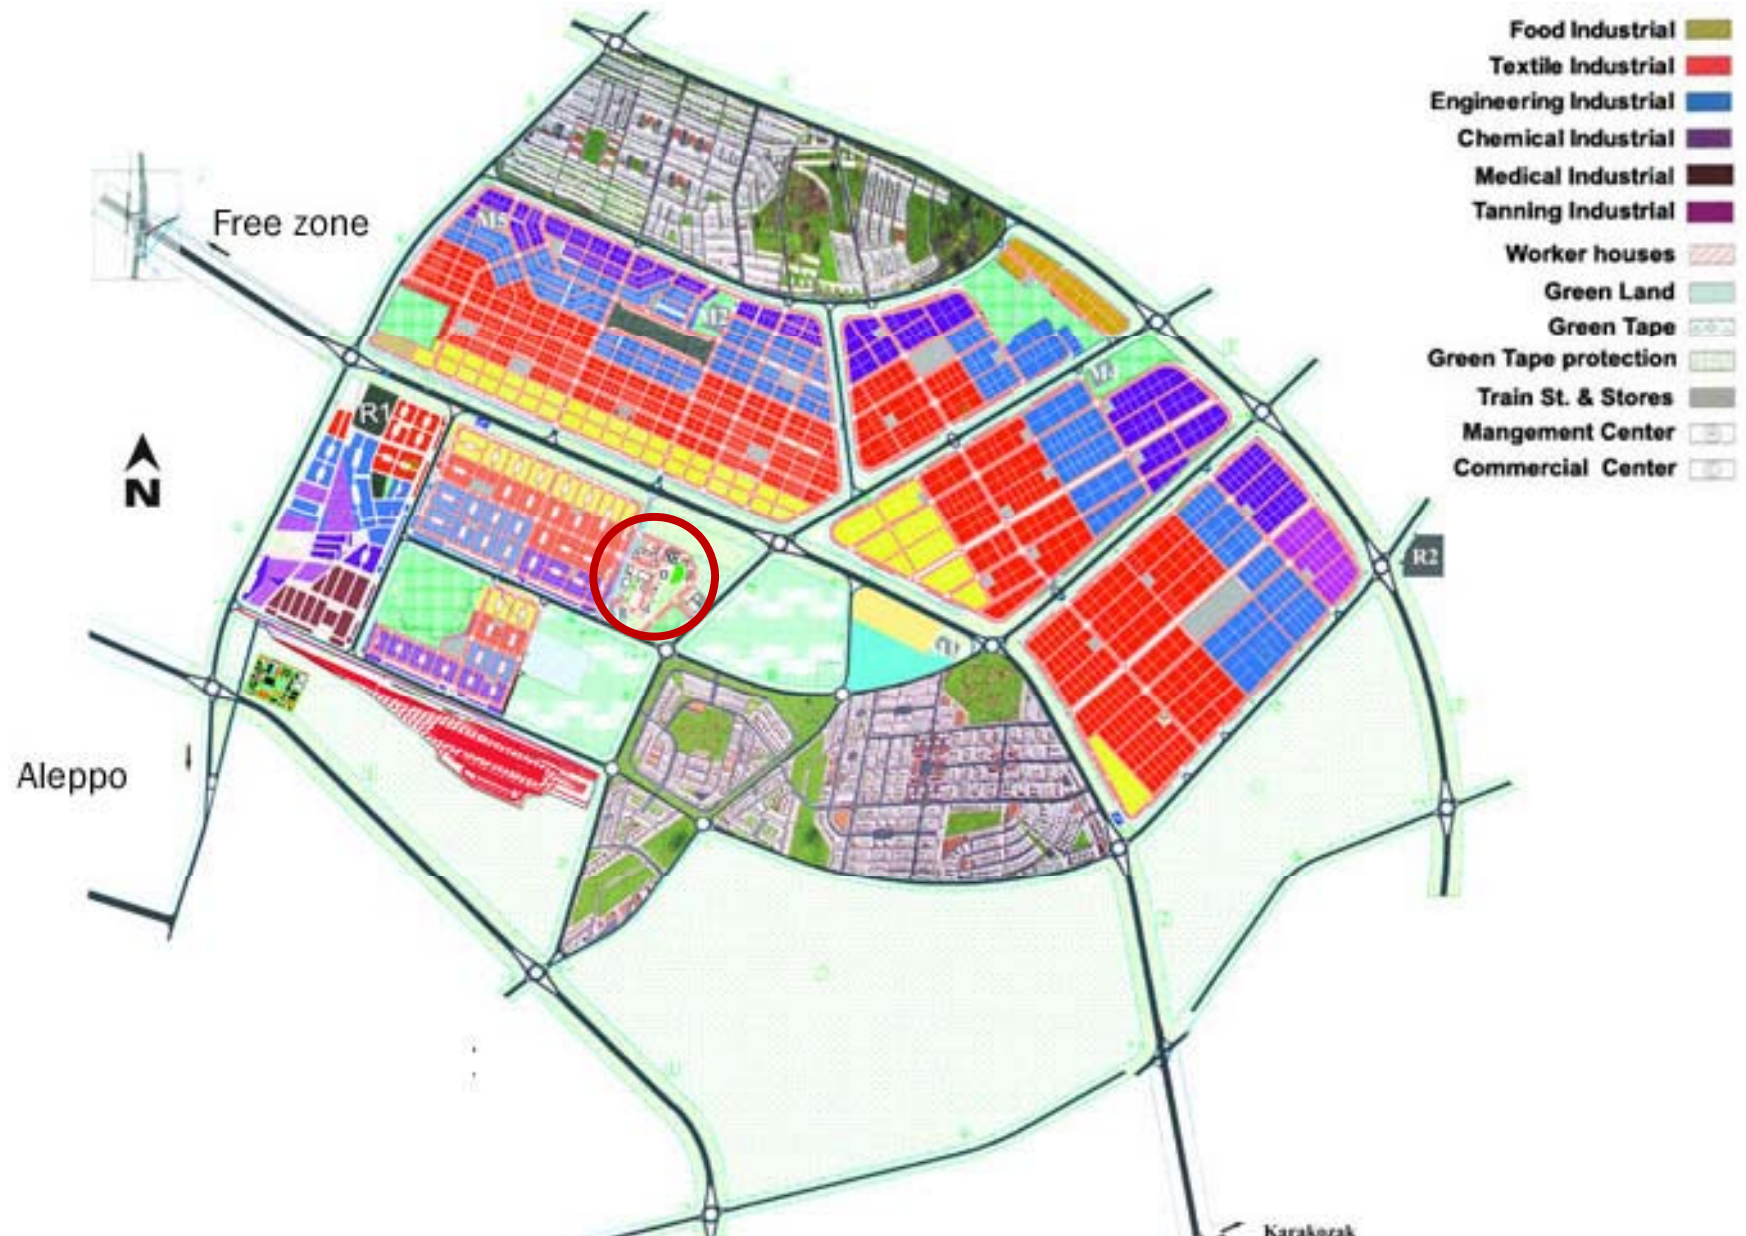 Food Industrial
Textile Industrial
Engineering Industrial
Chemical Industrial
Medical Industrial
Tanning Industrial
Worker houses
Green Land
Green Tape
Green Tape protection
Train St. & Stores
Mangement Center
Commercial Center
Free zone
R1
N
R2
Aleppo
Karakozak